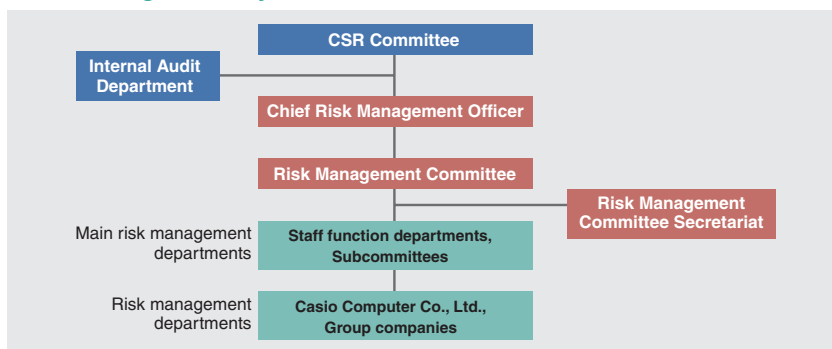 CSR Committee
Internal Audit
Department
Chief Risk Management Officer
Risk Management Committee
Risk Management
Committee Secretariat
Main risk management
departments
Staff function departments,
Subcommittees
Risk management
departments
Casio Computer Co., Ltd.,
Group companies